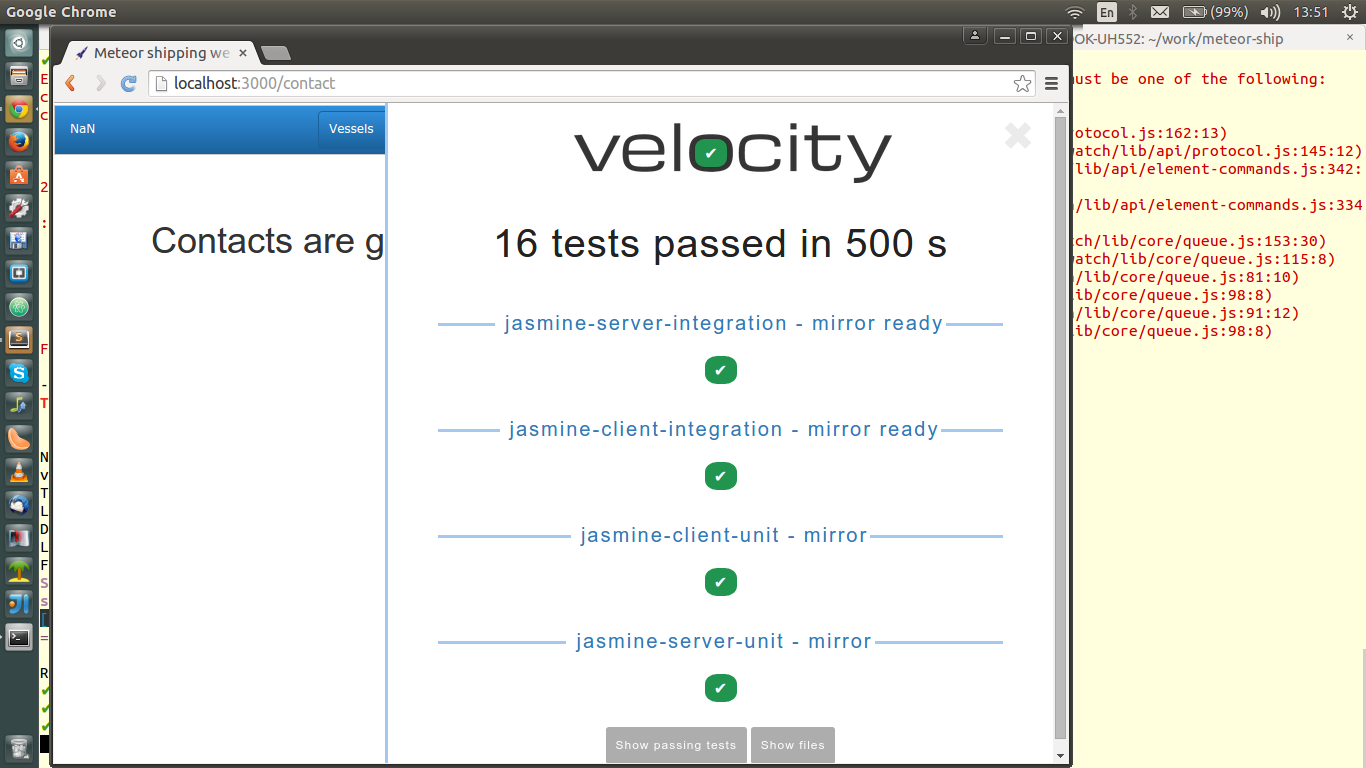 Google Chrome
En
(99%)
13:51
Meteor shipping we
OK-UH552: ~/work/meteor-ship
localhost:3000/contact
NaN
Vessels
Contacts are g
velocity
16 tests passed in 500 s
jasmine-server-integration - mirror ready
jasmine-client-integration - mirror ready
jasmine-client-unit - mirror
jasmine-server-unit - mirror
Show passing tests
Show files
E
c
c
2
:
F
-
T
N
v
T
L
D
L
F
S
s
[
=
R
must be one of the following:
otocol.js:162:13)
atch/lib/api/protocol.js:145:12)
lib/api/element-commands.js:342:
/lib/api/element-commands.js:334
ch/lib/core/queue.js:153:30)
atch/lib/core/queue.js:115:8)
/lib/core/queue.js:81:10)
ib/core/queue.js:98:8)
/lib/core/queue.js:91:12)
ib/core/queue.js:98:8)